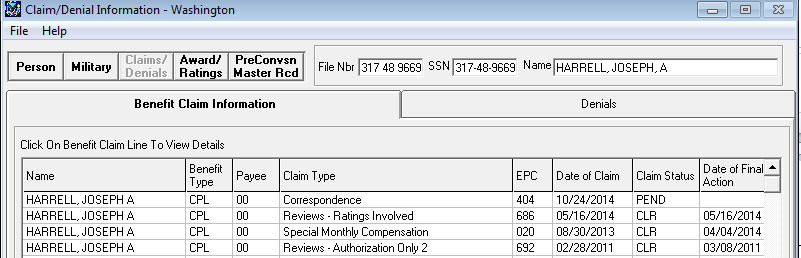 Claim/Denial Information - Washington
File Help
Person Military Claims/ Denials Award/ Ratings PreConvsn Master Rcd File Nbr 317 48 9669 SSN 317-48-9669 Name HARRELL, JOSEPH, A
Benefit Claim Information Denials
Click On Benefit Claim Line To View Details
Name Benefit Type Payee Claim Type EPC Date of Claim Claim Status Date of Final Action
HARRELL, JOSEPH A CPL 00 Correspondence 404 10/24/2014 PEND
HARRELL, JOSEPH A CPL 00 Reviews - Ratings Involved 686 05/16/2014 CLR 05/16/2014
HARRELL, JOSEPH A CPL 00 Special Monthly Compensation 020 08/30/2013 CLR 04/04/2014
HARRELL, JOSEPH A CPL 00 Reviews - Authorization Only 2 692 02/28/2011 CLR 03/08/2011